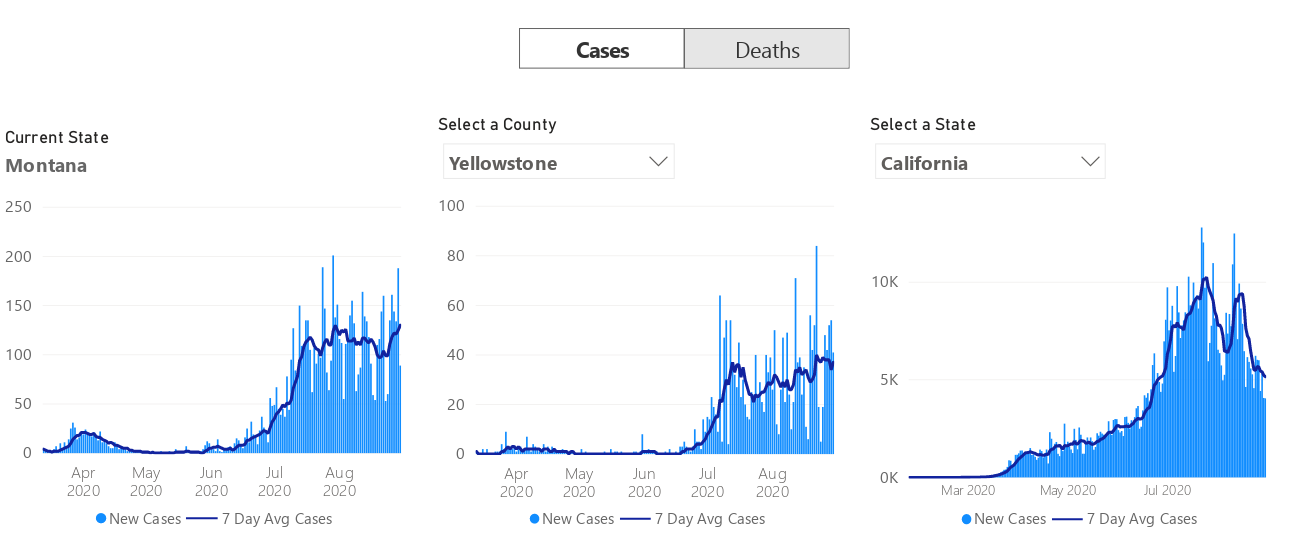 Cases
Deaths
Current State
Montana
250
200
150
100
50
0
Apr
2020
May
2020
Jun
2020
Jul
2020
Aug
2020
New Cases
7 Day Avg Cases
Select a County
Yellowstone
100
80
60
40
20
0
Apr
2020
May
2020
Jun
2020
Jul
2020
Aug
2020
New Cases
7 Day Avg Cases
Select a State
California
10K
5K
0K
Mar 2020
May 2020
Jul 2020
New Cases
7 Day Avg Cases